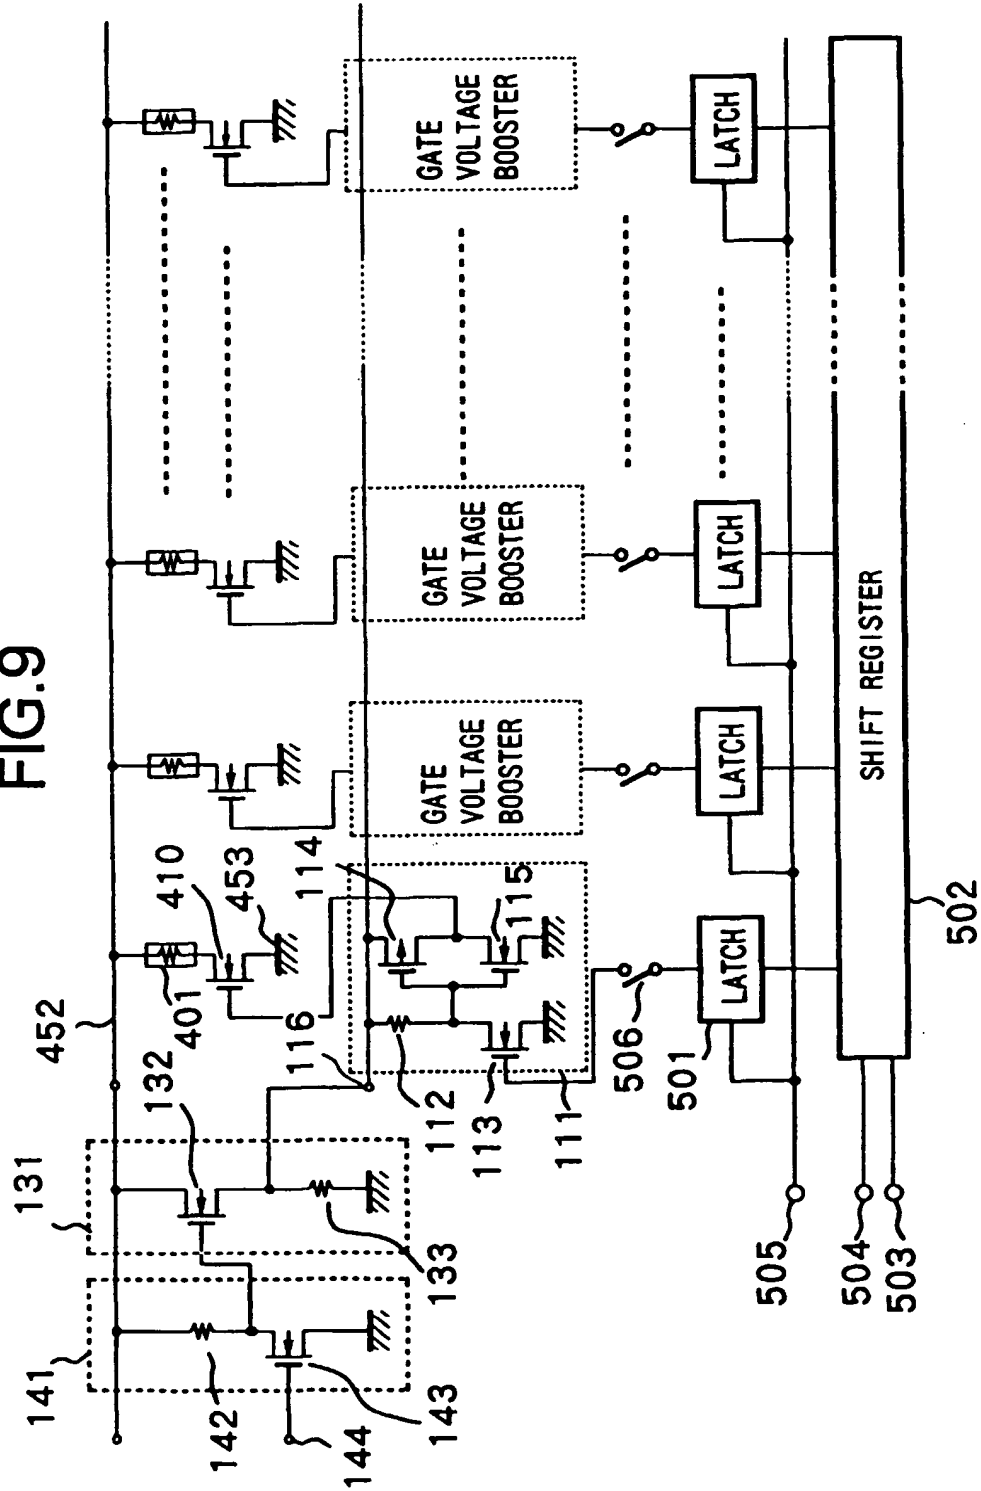 FIG.9
141
142
144
143
131
132
133
452
401
410
453
116
114
112
113
111
115
GATE
VOLTAGE
BOOSTER
GATE
VOLTAGE
BOOSTER
GATE
VOLTAGE
BOOSTER
506
501
LATCH
LATCH
LATCH
LATCH
505
504
503
SHIFT REGISTER
502